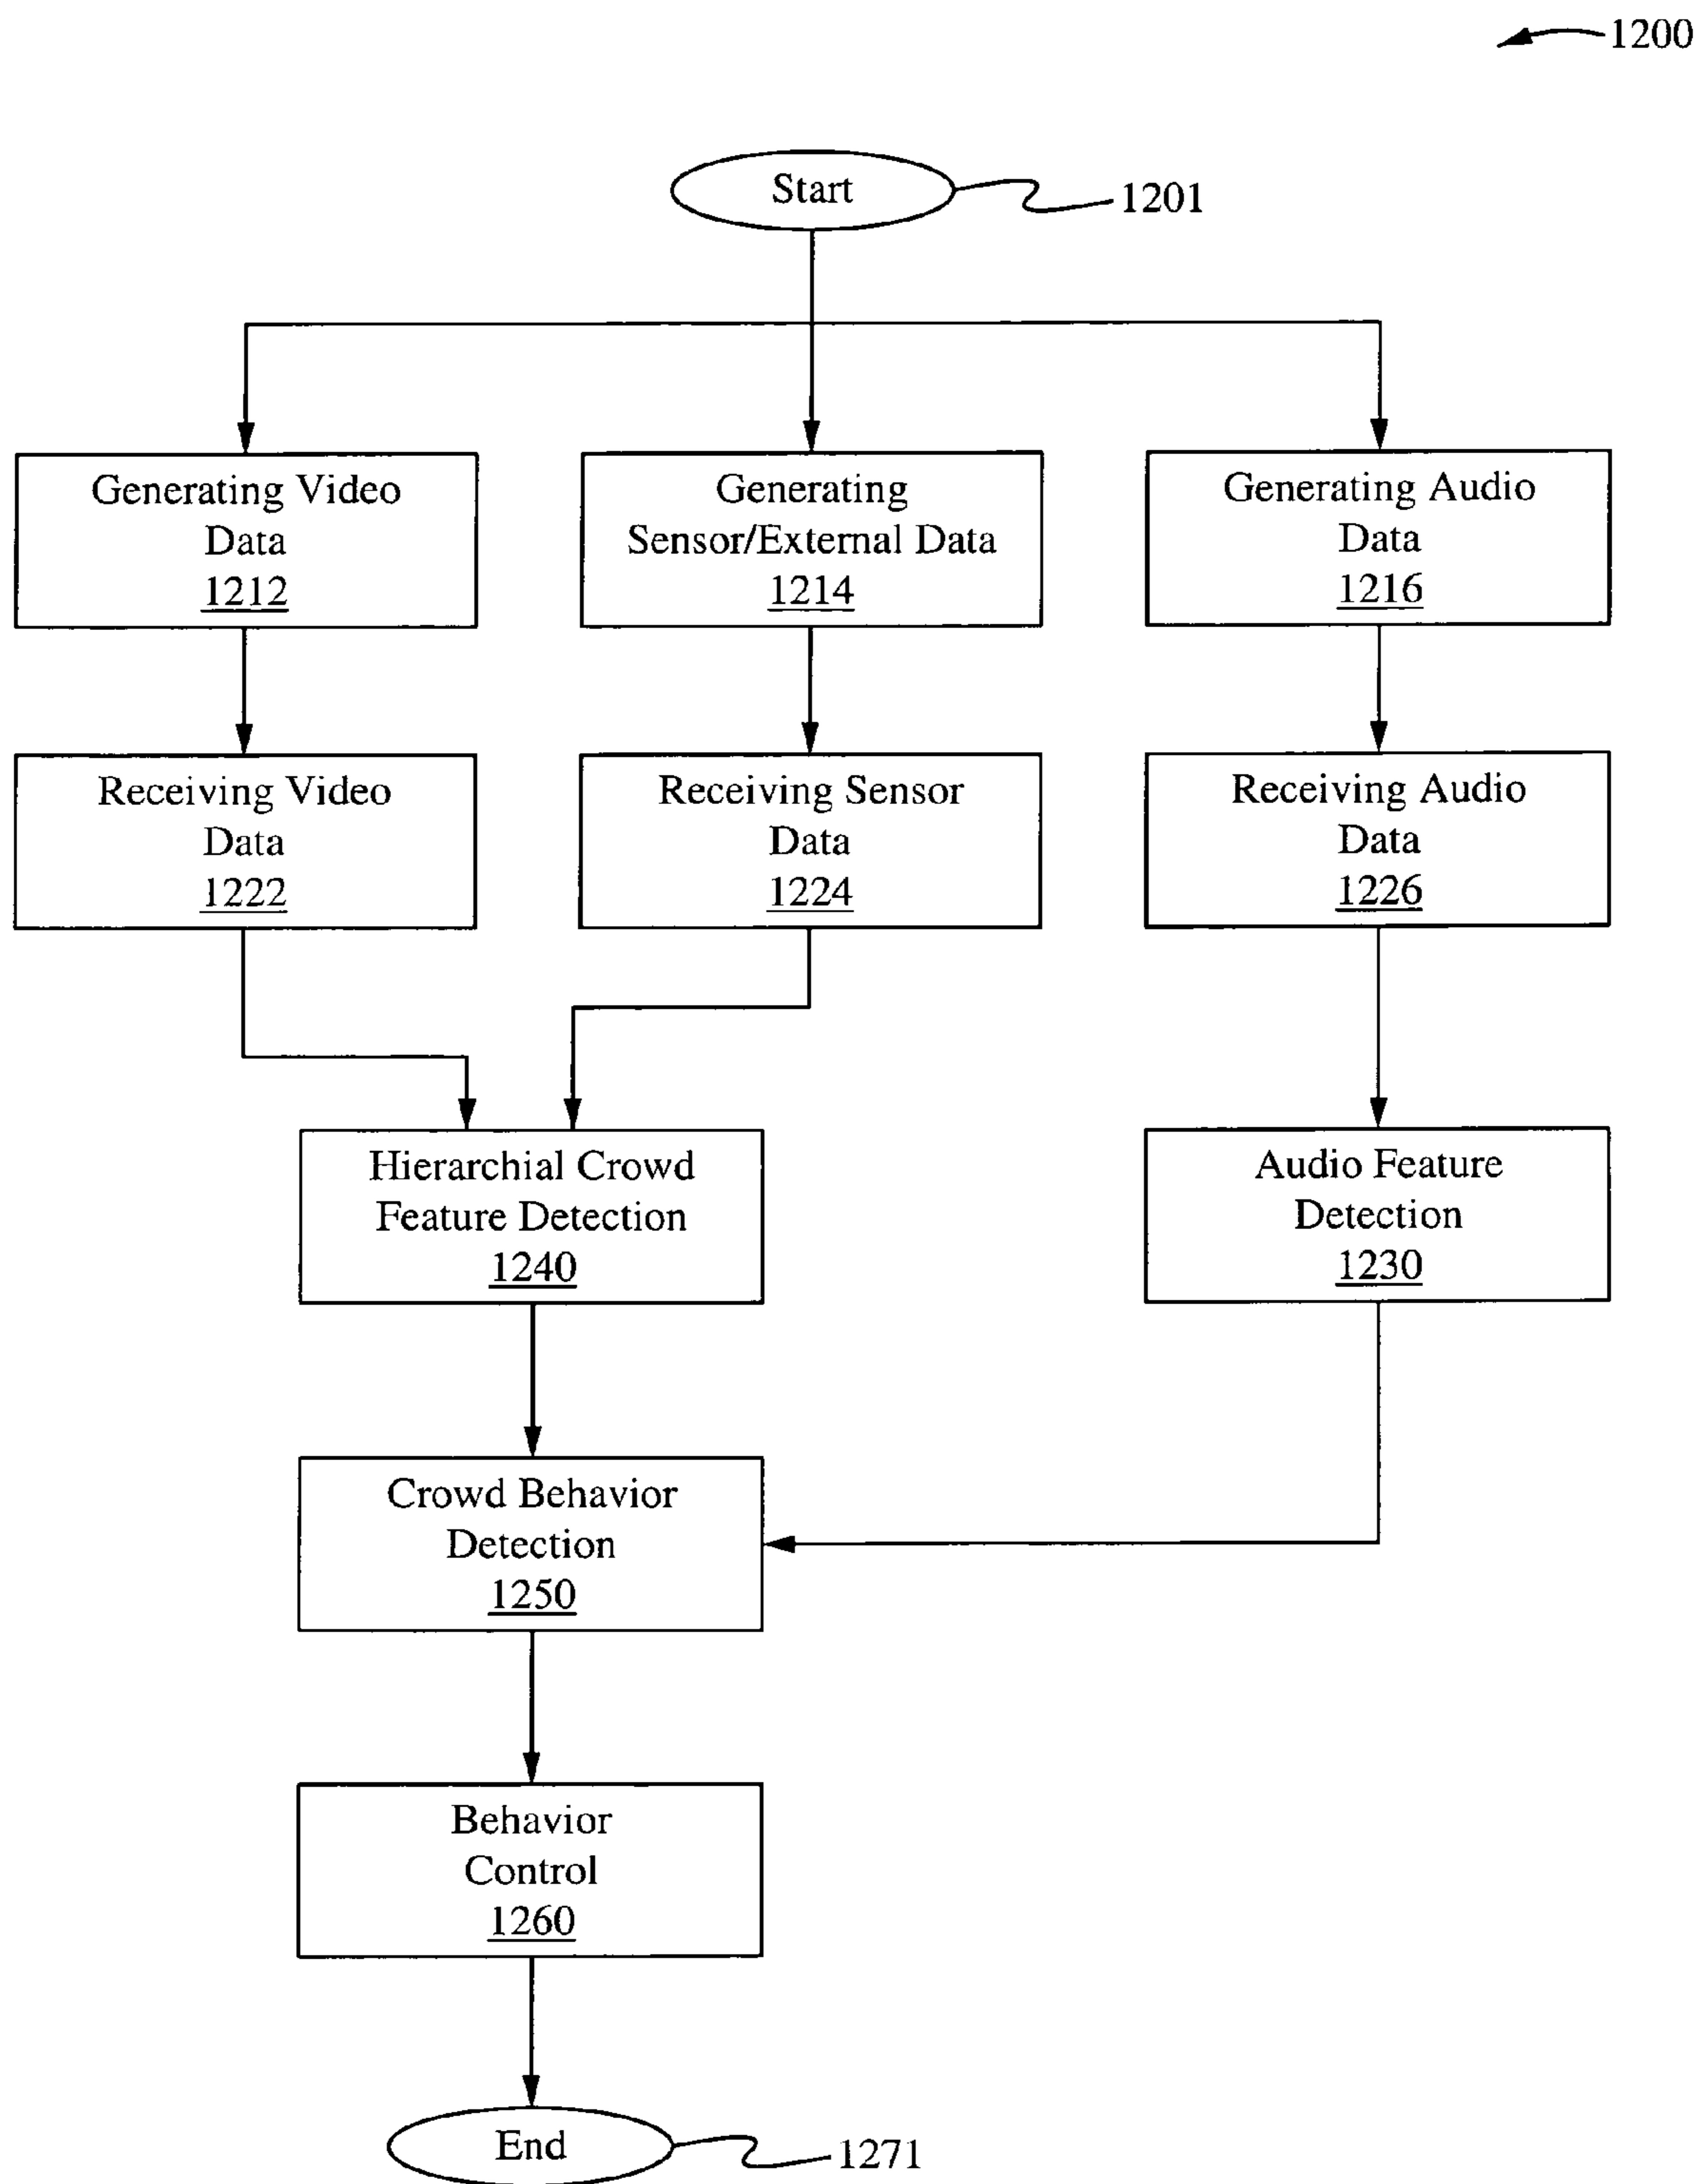 1200
Start
1201
Generating Video
Data
1212
Generating
Sensor/External Data
1214
Generating Audio
Data
1216
Receiving Video
Data
1222
Receiving Sensor
Data
1224
Receiving Audio
Data
1226
Hierarchial Crowd
Feature Detection
1240
Audio Feature
Detection
1230
Crowd Behavior
Detection
1250
Behavior
Control
1260
End
1271